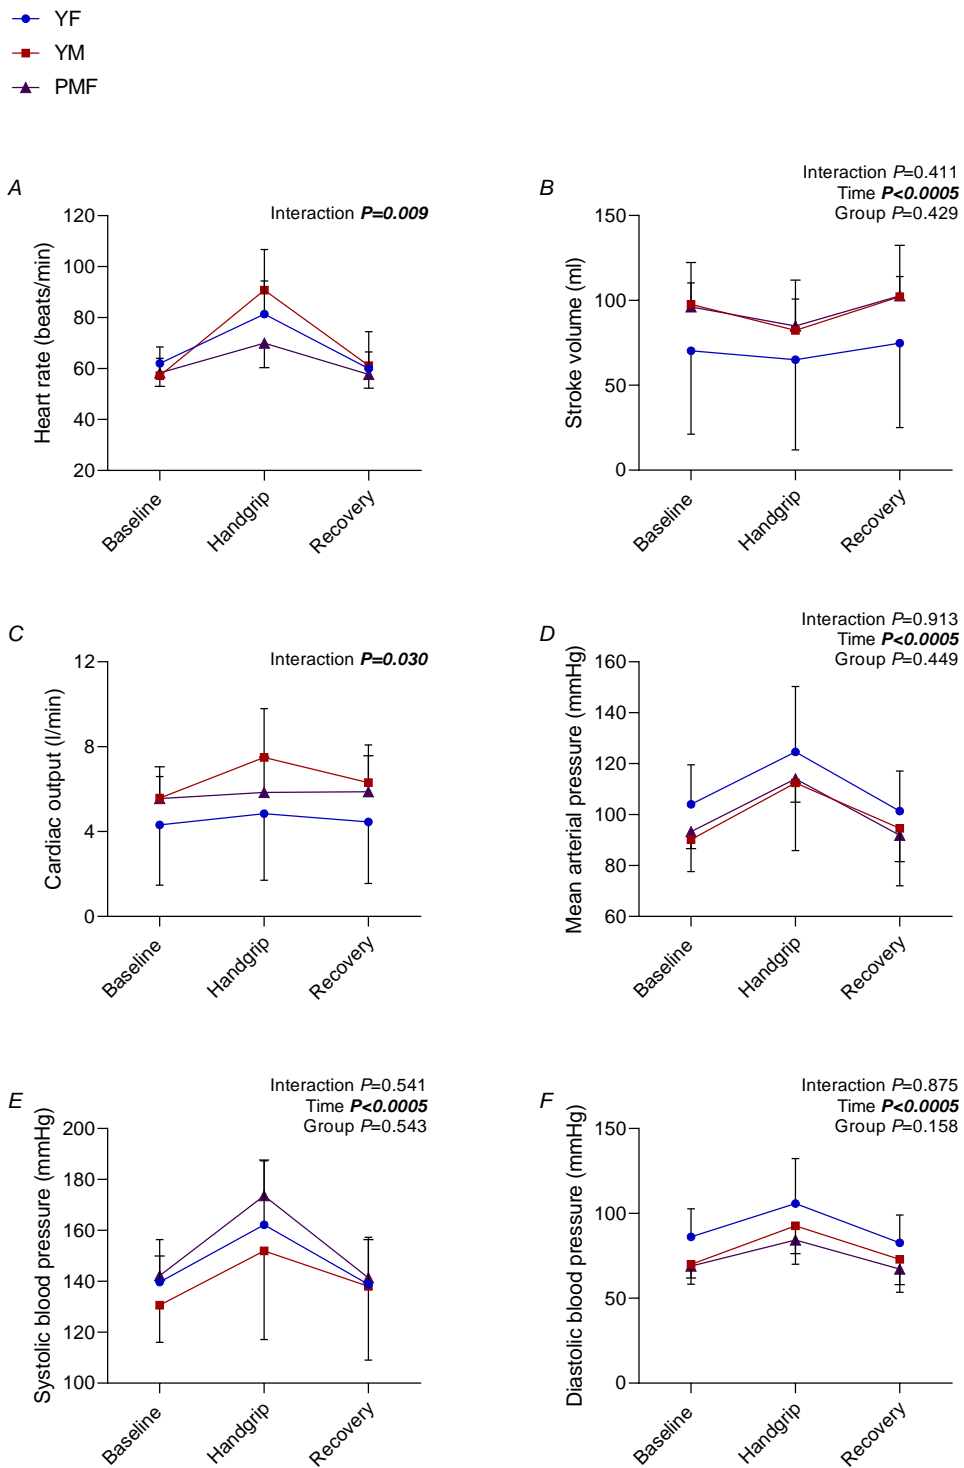 YF
YM
PMF
A
Interaction P=0.009
Heart rate (beats/min)
120
100
80
60
40
20
Baseline
Handgrip
Recovery
B
Interaction P=0.411
Time P<0.0005
Group P=0.429
Stroke volume (ml)
150
100
50
0
Baseline
Handgrip
Recovery
C
Interaction P=0.030
Cardiac output (l/min)
12
8
4
0
Baseline
Handgrip
Recovery
D
Interaction P=0.913
Time P<0.0005
Group P=0.449
Mean arterial pressure (mmHg)
160
140
120
100
80
60
Baseline
Handgrip
Recovery
E
Interaction P=0.541
Time P<0.0005
Group P=0.543
Systolic blood pressure (mmHg)
200
180
160
140
120
100
Baseline
Handgrip
Recovery
F
Interaction P=0.875
Time P<0.0005
Group P=0.158
Diastolic blood pressure (mmHg)
150
100
50
0
Baseline
Handgrip
Recovery